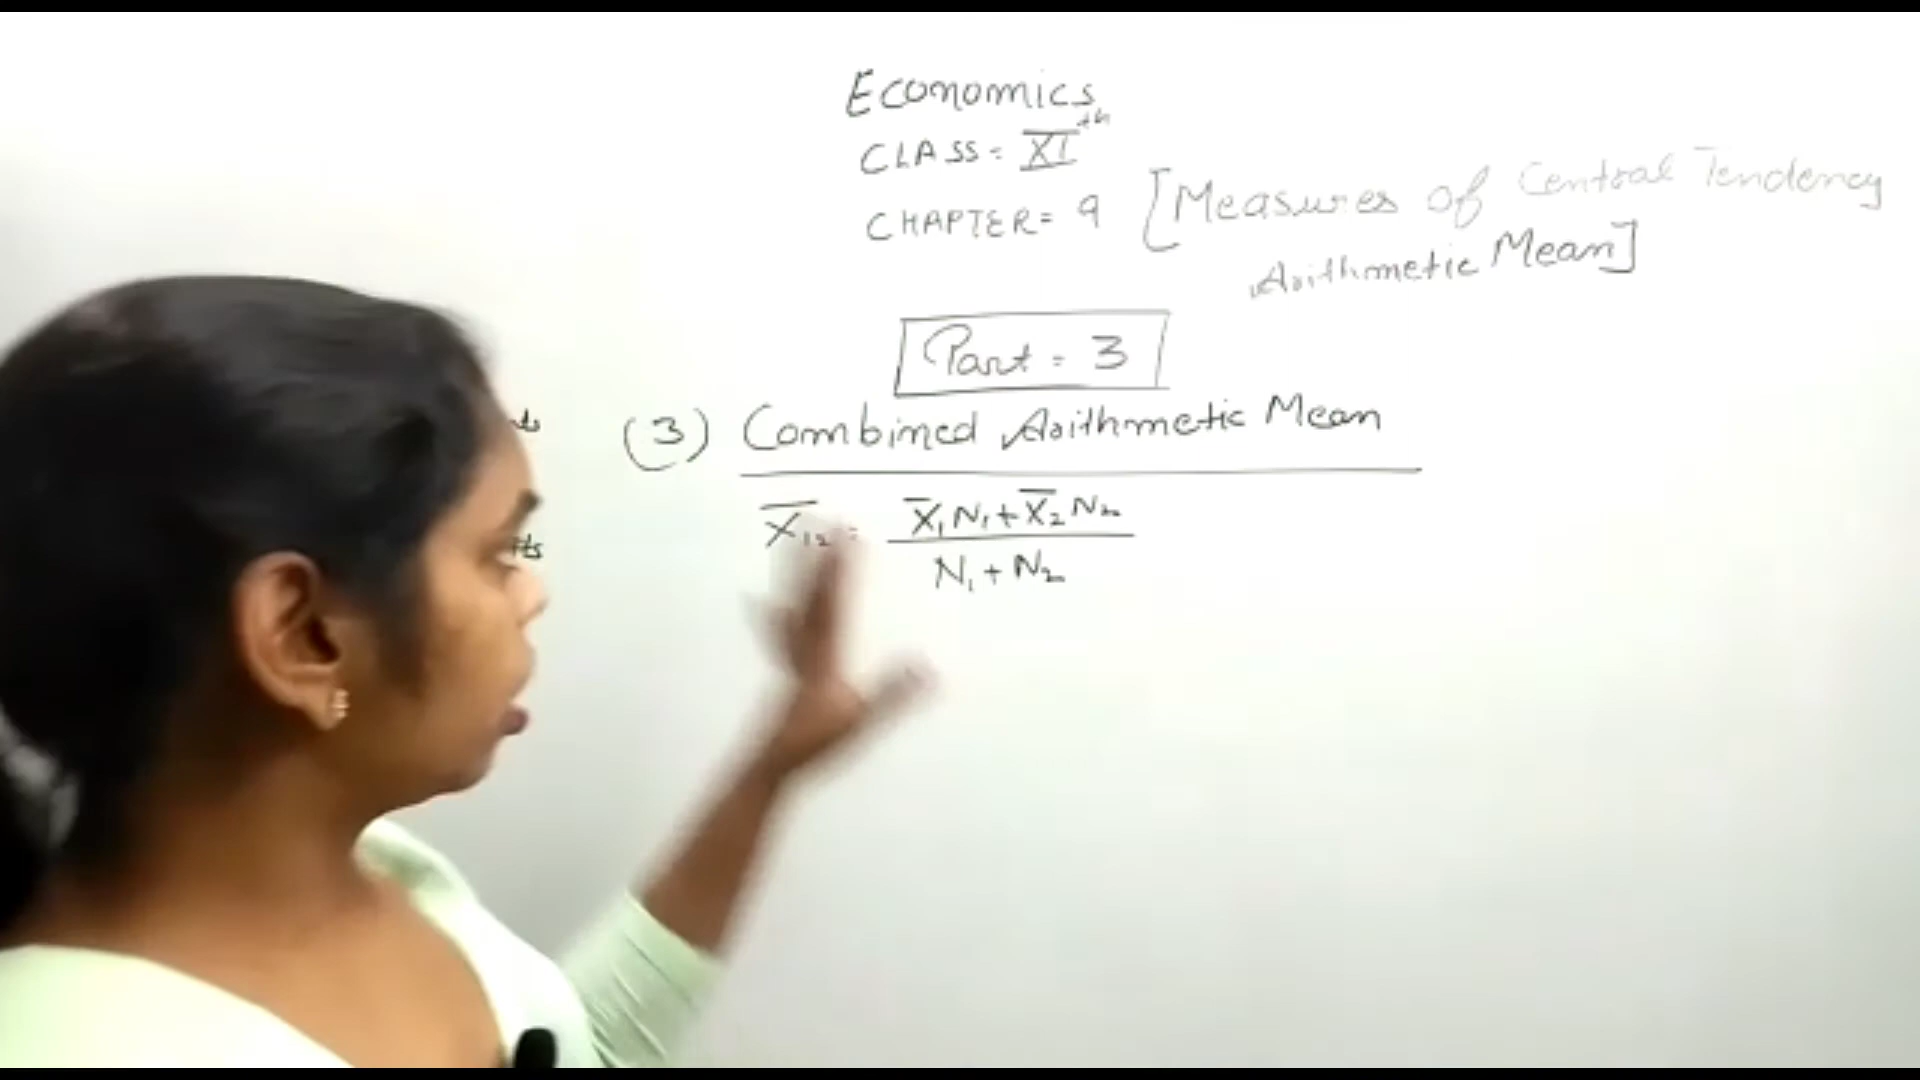 Economics
CLASS = XIth
CHAPTER = 9 [Measures of Central Tendency
Arithmetic Mean]
Part = 3
(3) Combined Arithmetic Mean
X̄₁₂ = X̄₁N₁ + X̄₂N₂
N₁ + N₂